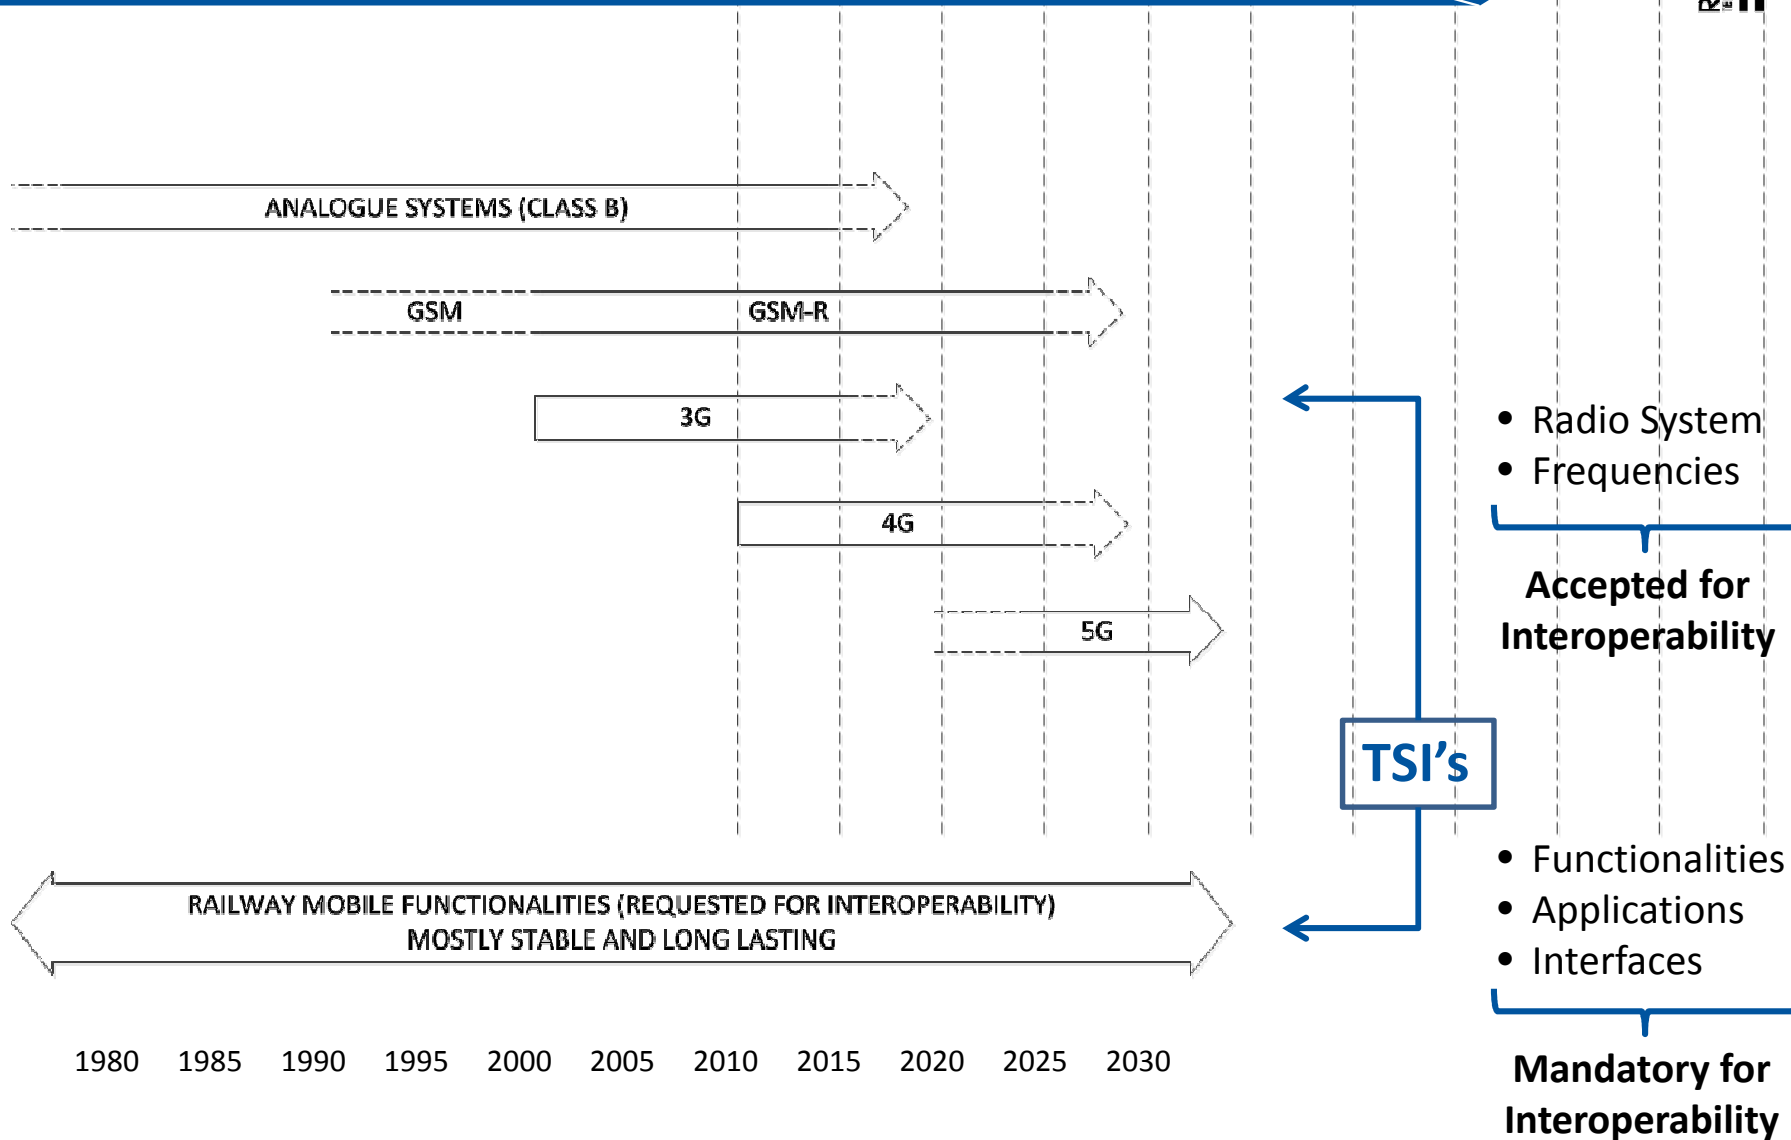 ANALOGUE SYSTEMS (CLASS B)
GSM
GSM-R
3G
4G
5G
• Radio System
• Frequencies
Accepted for
Interoperability
TSI's
RAILWAY MOBILE FUNCTIONALITIES (REQUESTED FOR INTEROPERABILITY)
MOSTLY STABLE AND LONG LASTING
• Functionalities
• Applications
• Interfaces
Mandatory for
Interoperability
1980 1985 1990 1995 2000 2005 2010 2015 2020 2025 2030